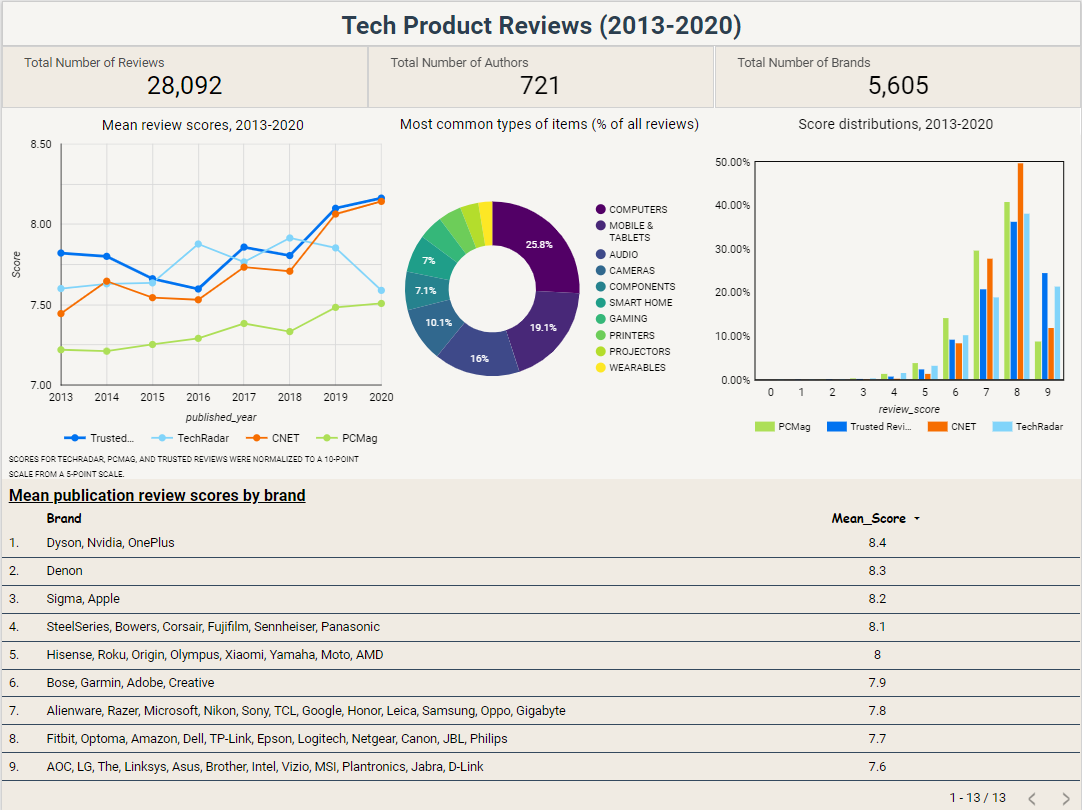 Tech Product Reviews (2013-2020)
Total Number of Reviews
28,092
Total Number of Authors
721
Total Number of Brands
5,605
Mean review scores, 2013-2020
8.50
8.00
7.50
7.00
Score
2013 2014 2015 2016 2017 2018 2019 2020
published_year
Trusted... TechRadar CNET PCMag
SCORES FOR TECHRADAR, PCMAG, AND TRUSTED REVIEWS WERE NORMALIZED TO A 10-POINT
SCALE FROM A 5-POINT SCALE.
Most common types of items (% of all reviews)
25.8%
19.1%
16%
10.1%
7.1%
7%
COMPUTERS
MOBILE &
TABLETS
AUDIO
CAMERAS
COMPONENTS
SMART HOME
GAMING
PRINTERS
PROJECTORS
WEARABLES
Score distributions, 2013-2020
50.00%
40.00%
30.00%
20.00%
10.00%
0.00%
0 1 2 3 4 5 6 7 8 9
review_score
PCMag Trusted Revi... CNET TechRadar
Mean publication review scores by brand
Brand Mean_Score
1. Dyson, Nvidia, OnePlus 8.4
2. Denon 8.3
3. Sigma, Apple 8.2
4. SteelSeries, Bowers, Corsair, Fujifilm, Sennheiser, Panasonic 8.1
5. Hisense, Roku, Origin, Olympus, Xiaomi, Yamaha, Moto, AMD 8
6. Bose, Garmin, Adobe, Creative 7.9
7. Alienware, Razer, Microsoft, Nikon, Sony, TCL, Google, Honor, Leica, Samsung, Oppo, Gigabyte 7.8
8. Fitbit, Optoma, Amazon, Dell, TP-Link, Epson, Logitech, Netgear, Canon, JBL, Philips 7.7
9. AOC, LG, The, Linksys, Asus, Brother, Intel, Vizio, MSI, Plantronics, Jabra, D-Link 7.6
1 - 13 / 13